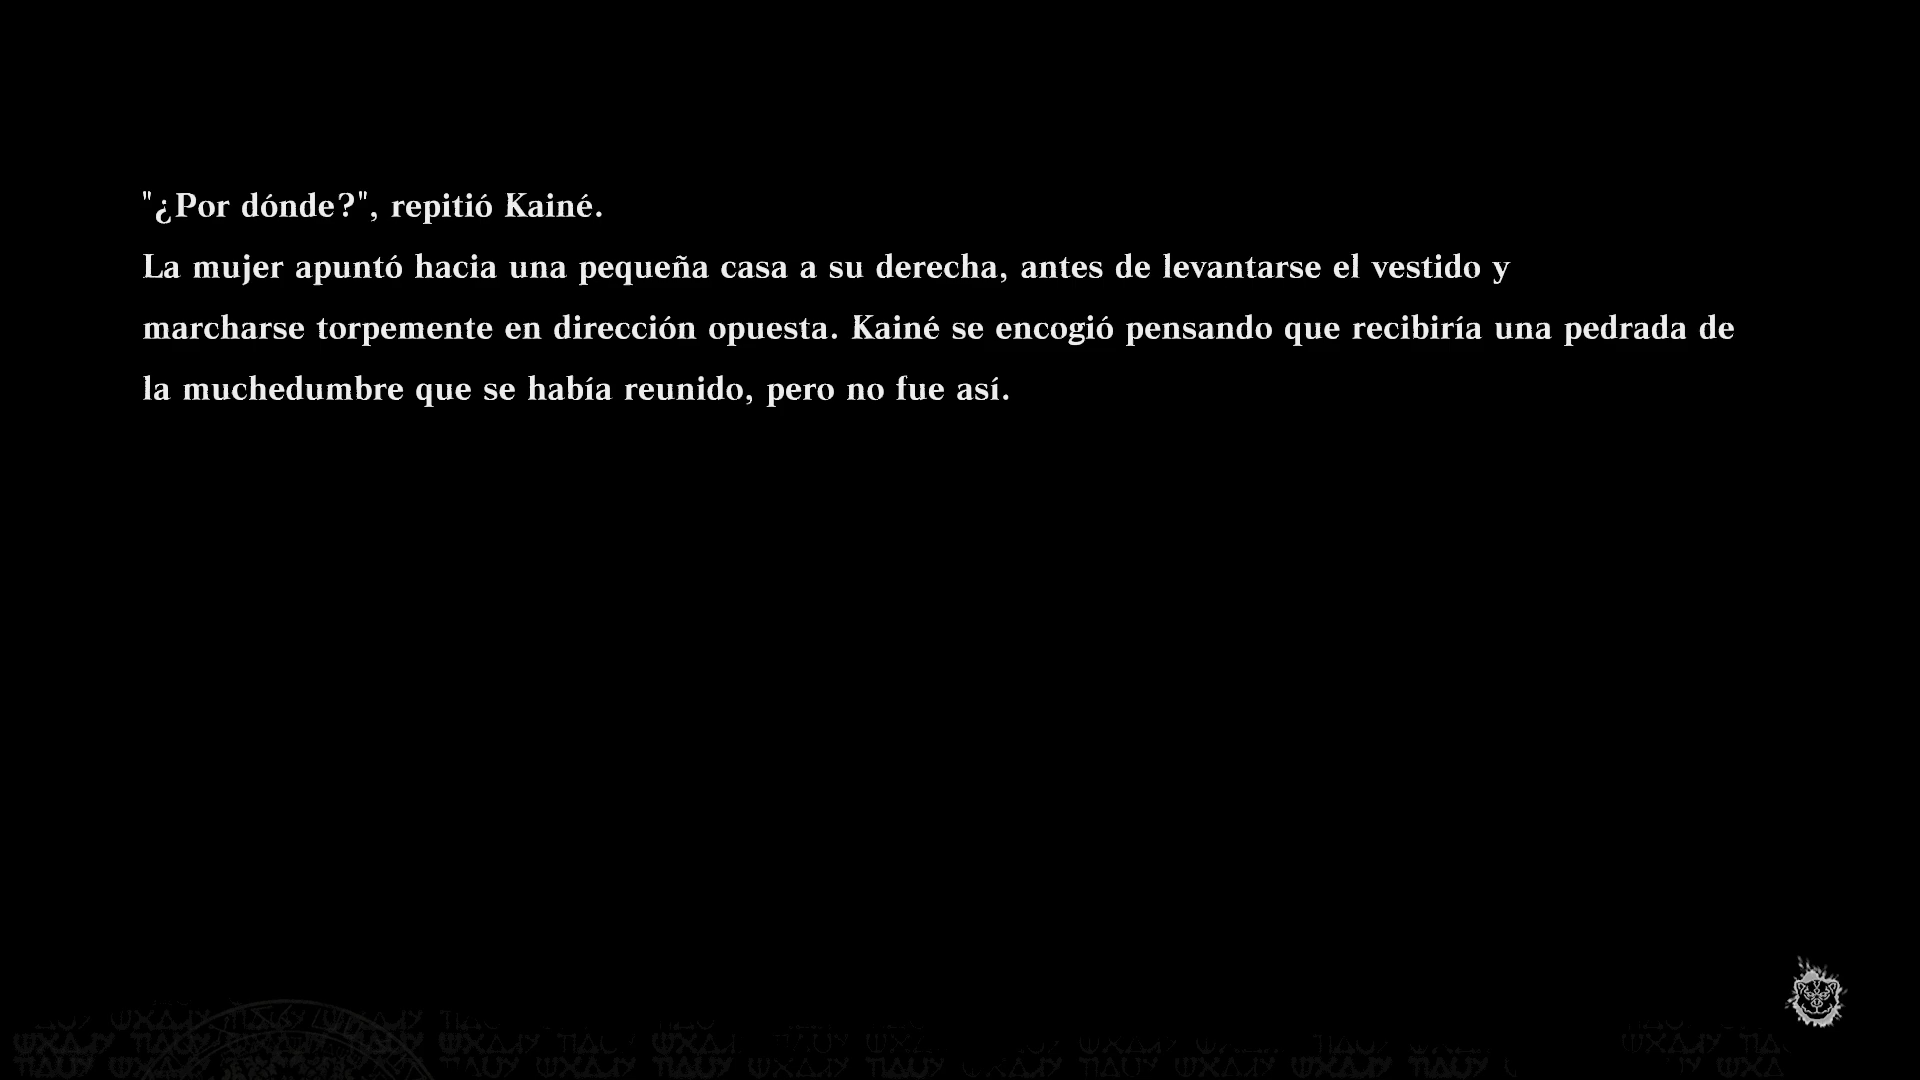 "¿Por dónde?", repitió Kainé.
La mujer apuntó hacia una pequeña casa a su derecha, antes de levantarse el vestido y
marcharse torpemente en dirección opuesta. Kainé se encogió pensando que recibiría una pedrada de
la muchedumbre que se había reunido, pero no fue así.